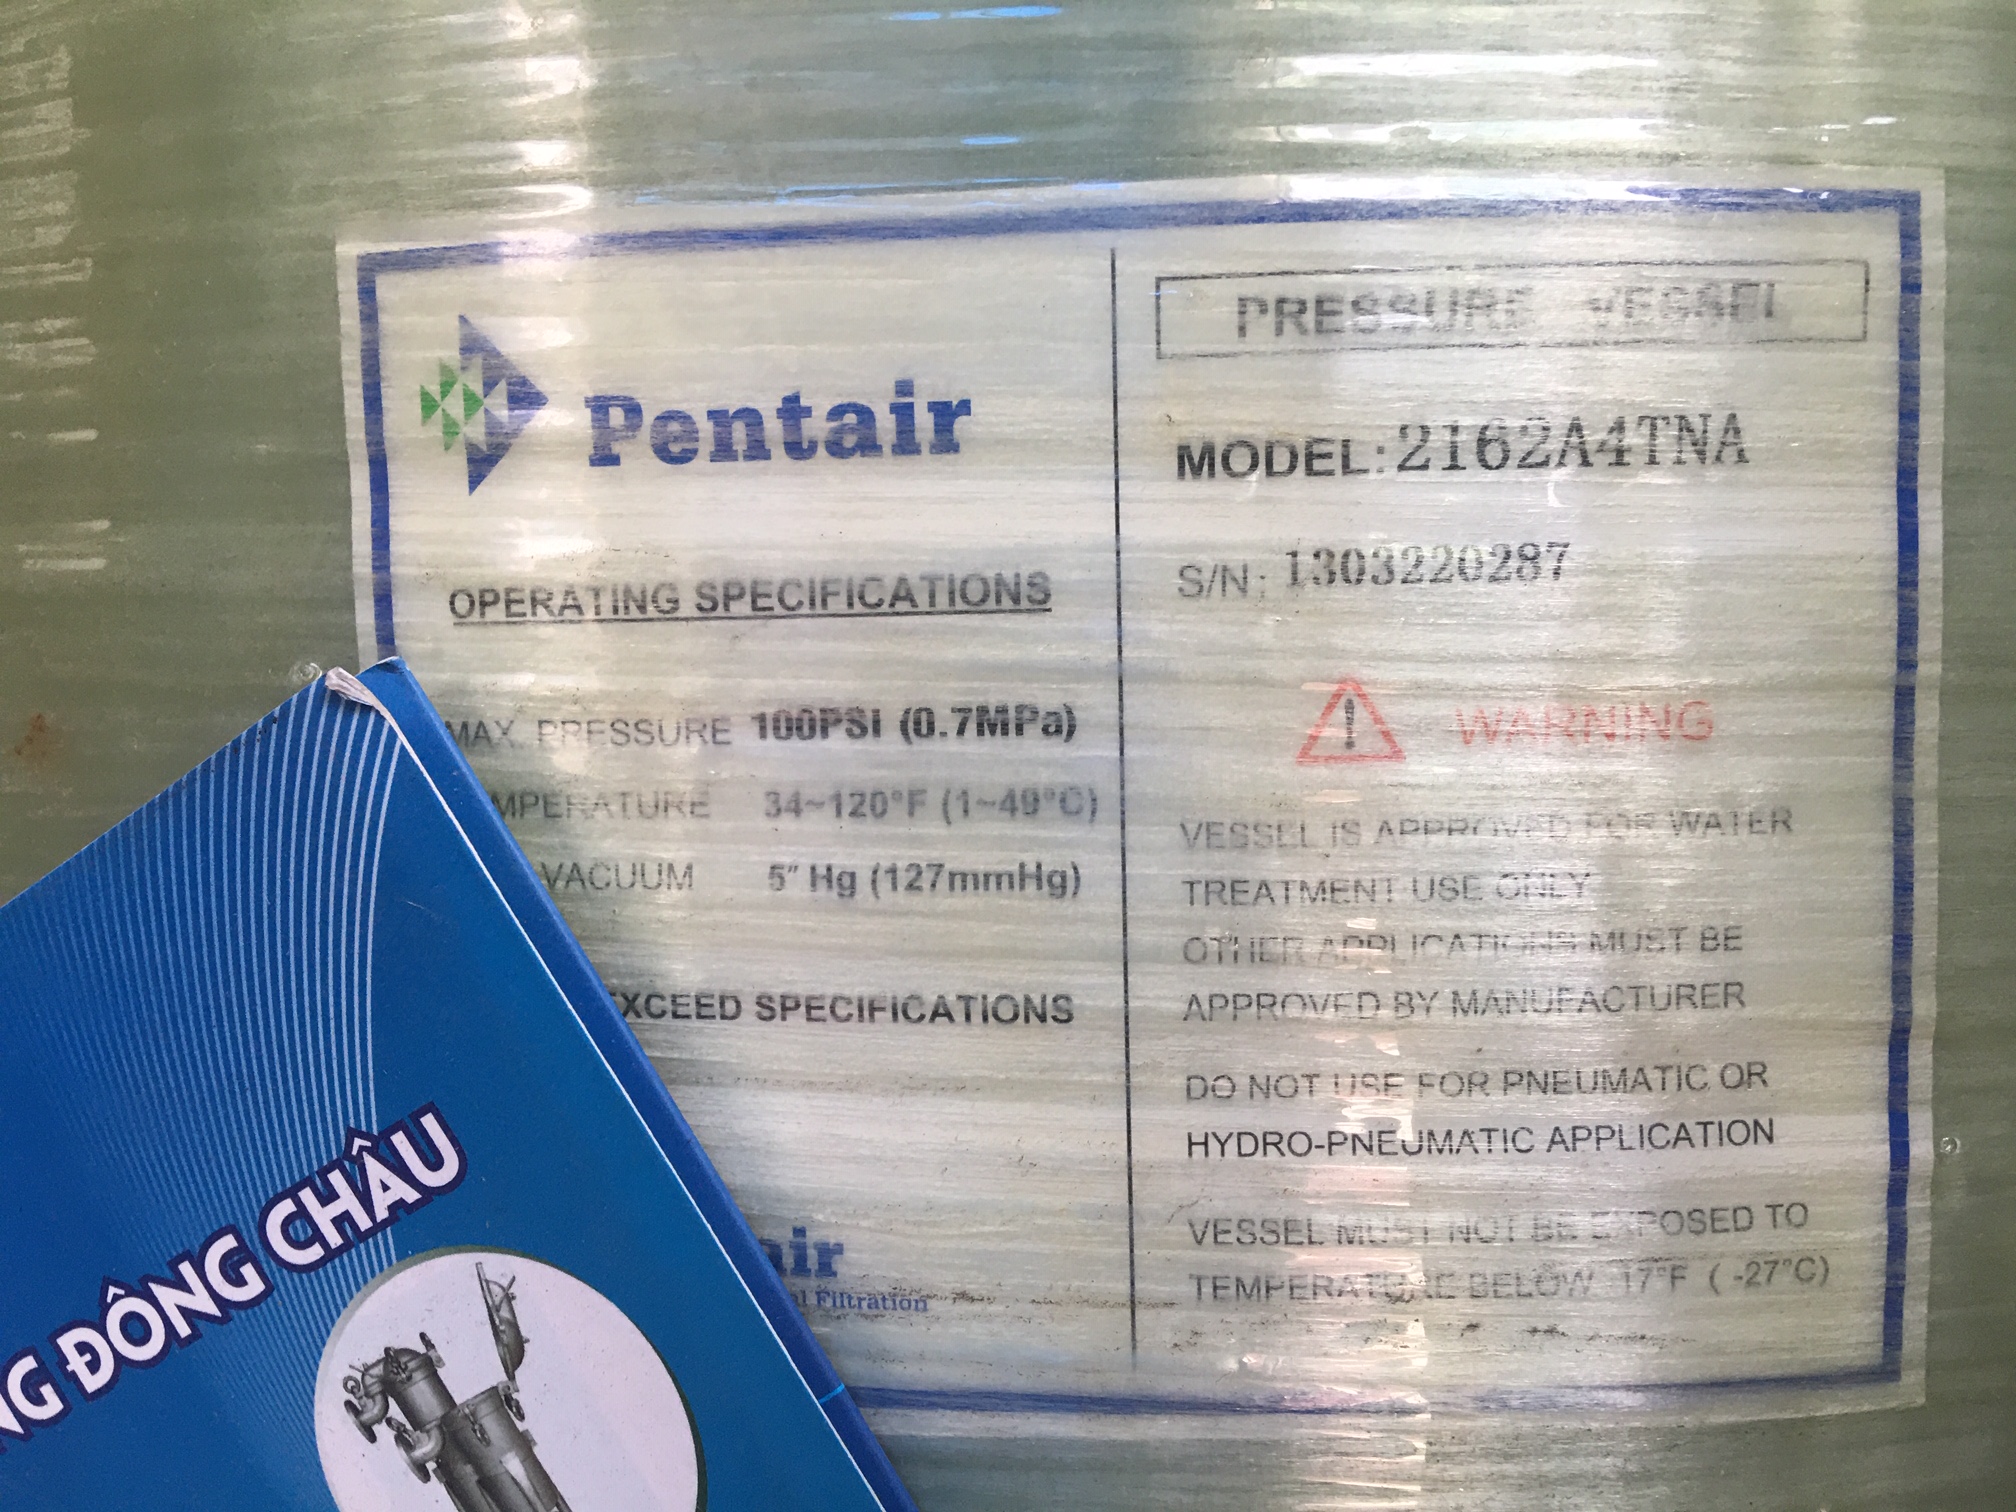 Pentair
OPERATING SPECIFICATIONS
MAX. PRESSURE 100PSI (0.7MPa)
MPERATURE 34~120°F (1~49°C)
VACUUM 5" Hg (127mmHg)
EXCEED SPECIFICATIONS
air
l Filtration
PRESSURE VESSEL
MODEL: 2162A4TNA
S/N: 1303220287
WARNING
VESSEL IS APPROVED FOR WATER
TREATMENT USE ONLY
OTHER APPLICATIONS MUST BE
APPROVED BY MANUFACTURER
DO NOT USE FOR PNEUMATIC OR
HYDRO-PNEUMATIC APPLICATION
VESSEL MUST NOT BE EXPOSED TO
TEMPERATURE BELOW 17°F ( -27°C)
NG ĐÔNG CHÂU